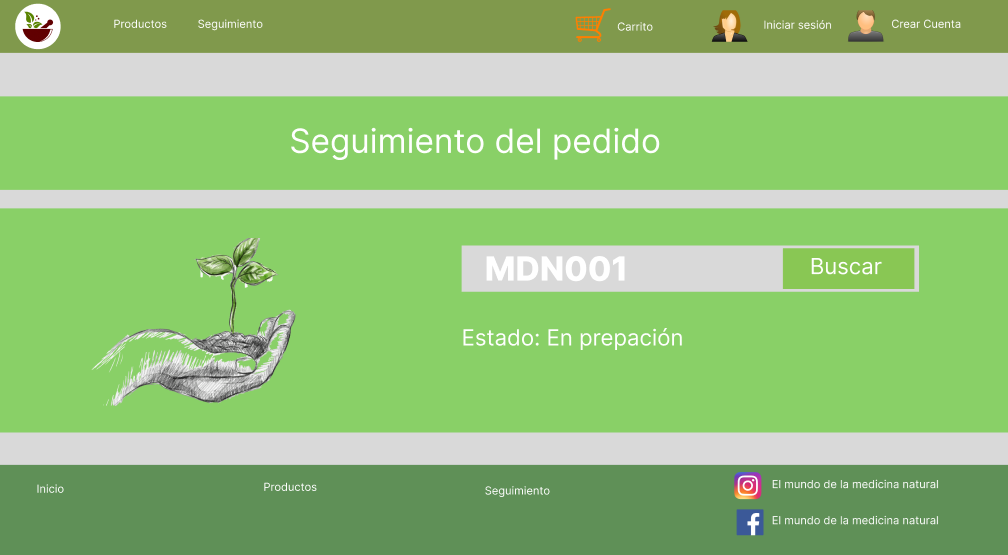 Productos
Seguimiento
Carrito
Iniciar sesión
Crear Cuenta
Seguimiento del pedido
MDN001
Buscar
Estado: En prepación
Inicio
Productos
Seguimiento
El mundo de la medicina natural
El mundo de la medicina natural